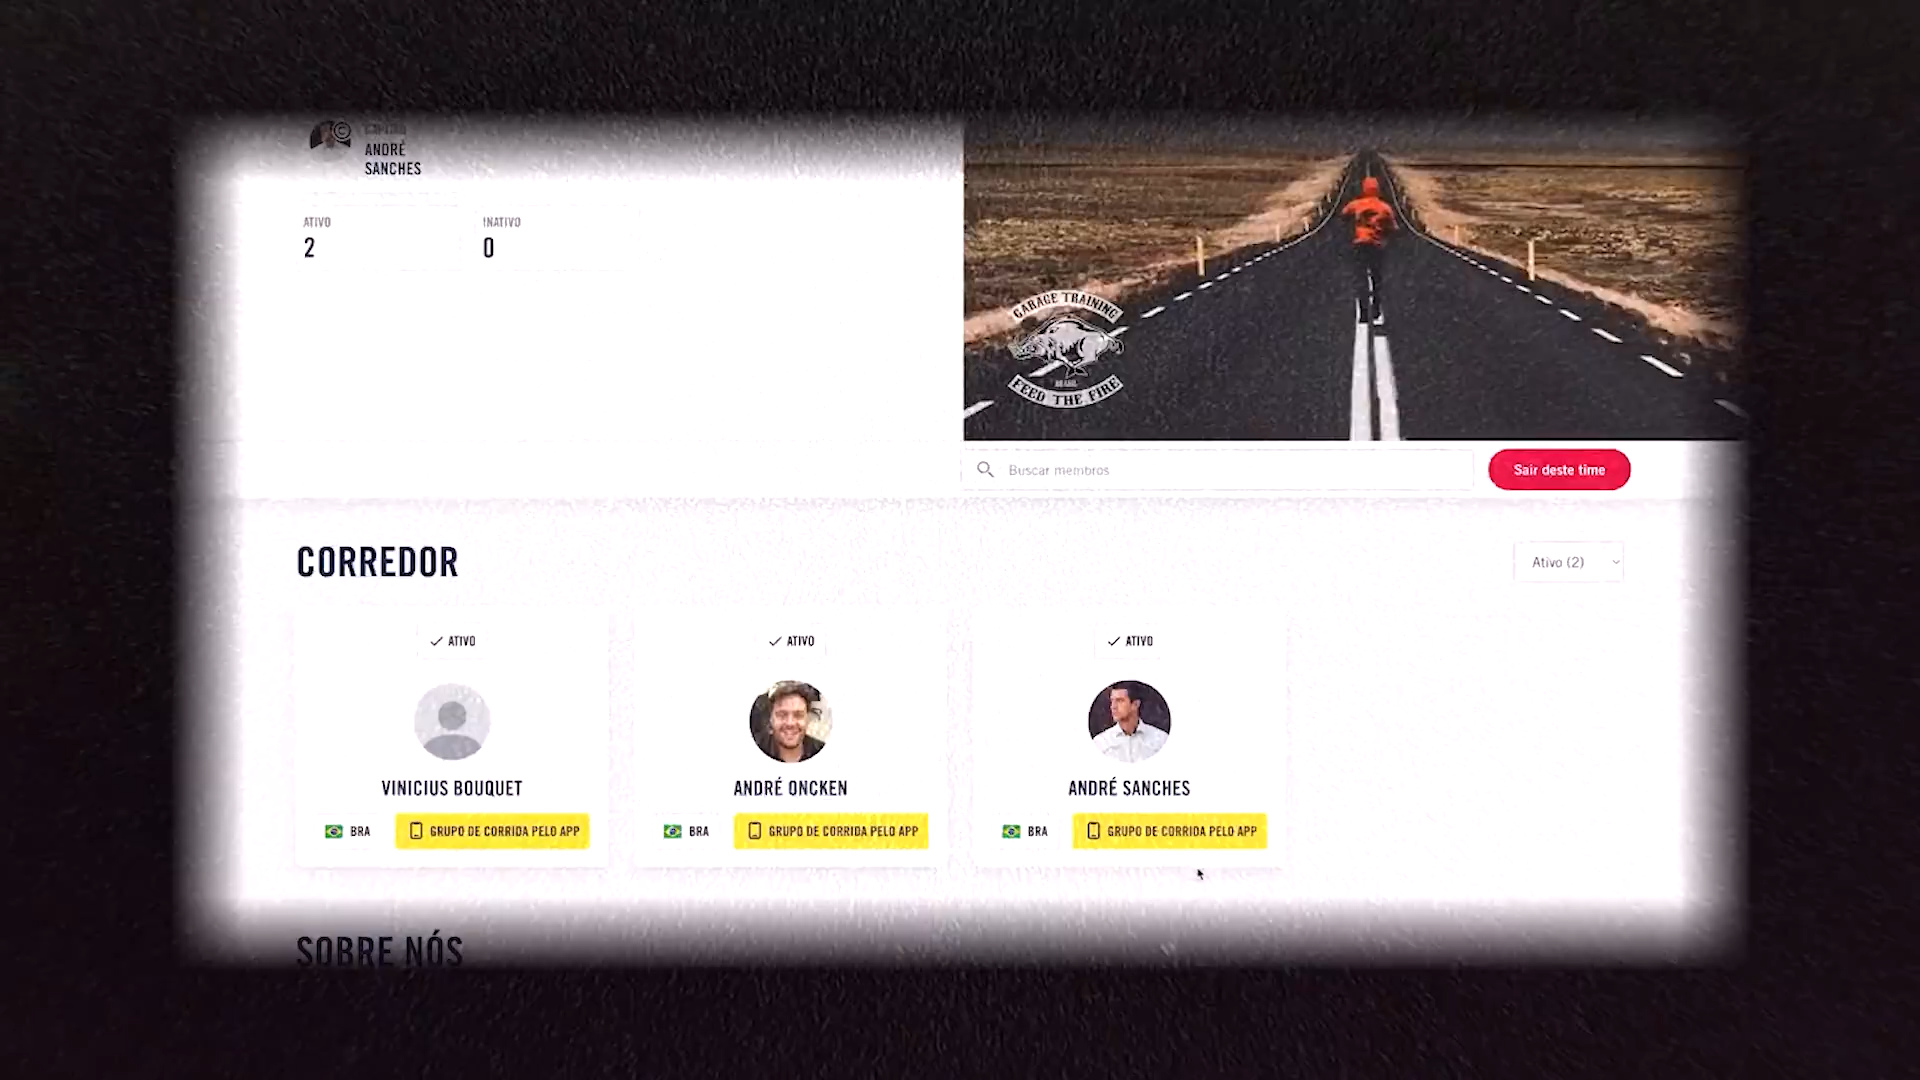 CAPITÃO
ANDRÉ
SANCHES
ATIVO
2
INATIVO
0
GARAGE TRAINING
BRASIL
FEED THE FIRE
Buscar membros
Sair deste time
CORREDOR
Ativo (2)
ATIVO
ATIVO
ATIVO
VINICIUS BOUQUET
ANDRÉ ONCKEN
ANDRÉ SANCHES
BRA
GRUPO DE CORRIDA PELO APP
BRA
GRUPO DE CORRIDA PELO APP
BRA
GRUPO DE CORRIDA PELO APP
SOBRE NÓS